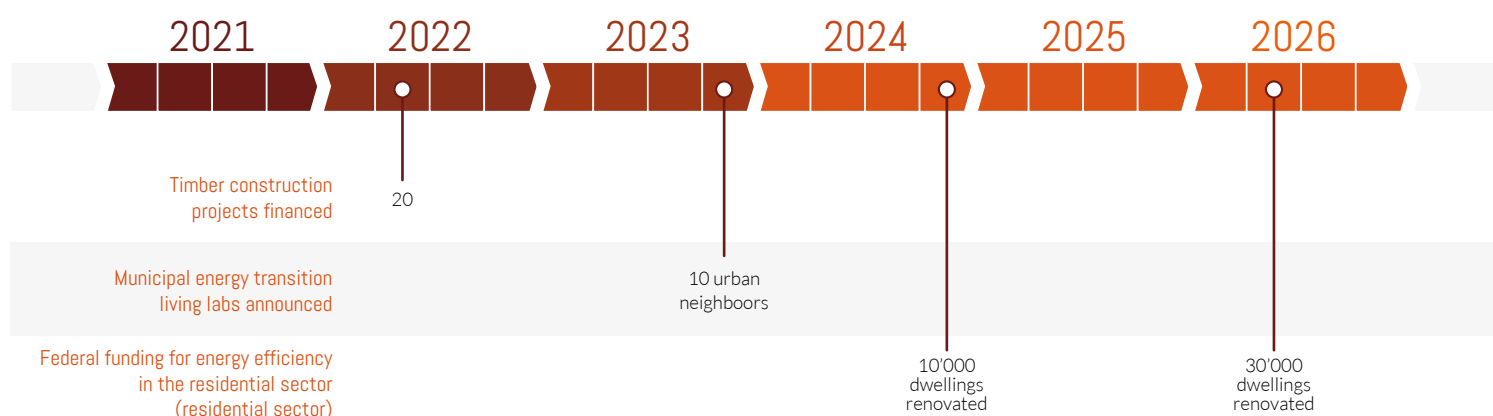 2021 2022 2023 2024 2025 2026
Timber construction
projects financed
20
Municipal energy transition
living labs announced
10 urban
neighboors
Federal funding for energy efficiency
in the residential sector
(residential sector)
10'000
dwellings
renovated
30'000
dwellings
renovated